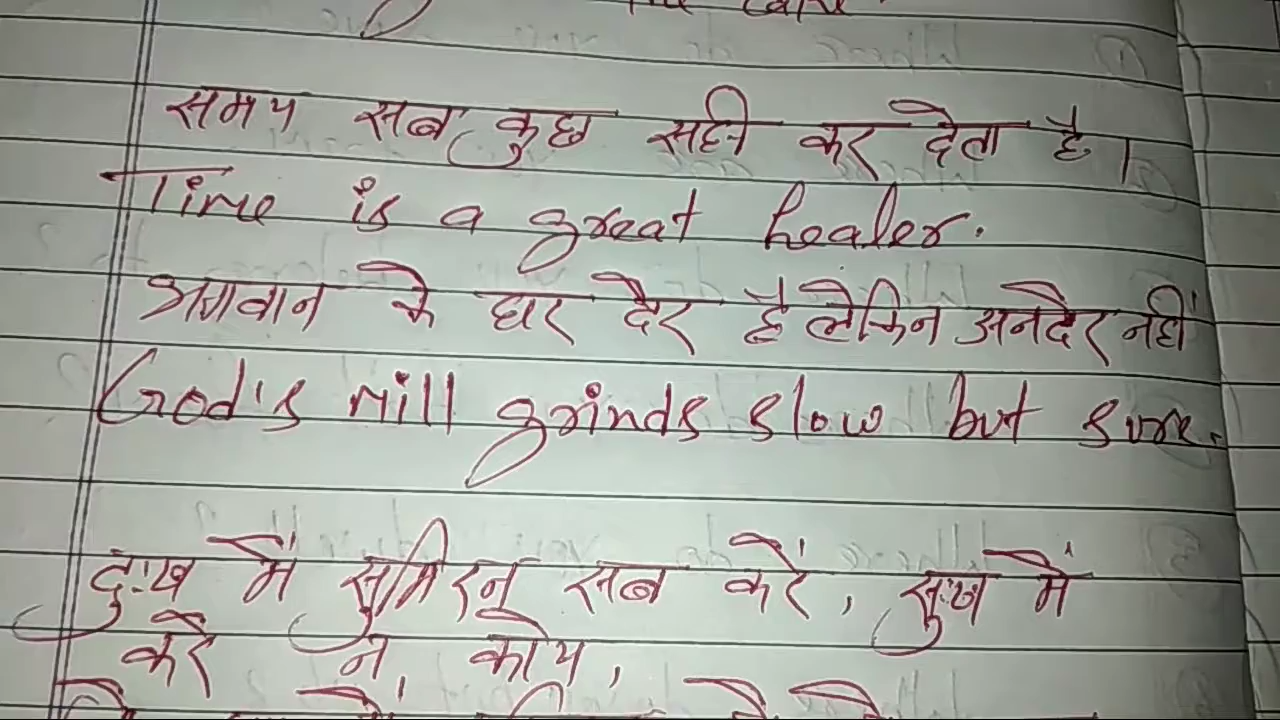 समय सब कुछ सही कर देता है।
Time is a great healer.
भगवान के घर देर है लेकिन अनदेर नहीं
God's mill grinds slow but sure.
दु:ख में सुमिरन सब करें, सु:ख में
करे न कोय,